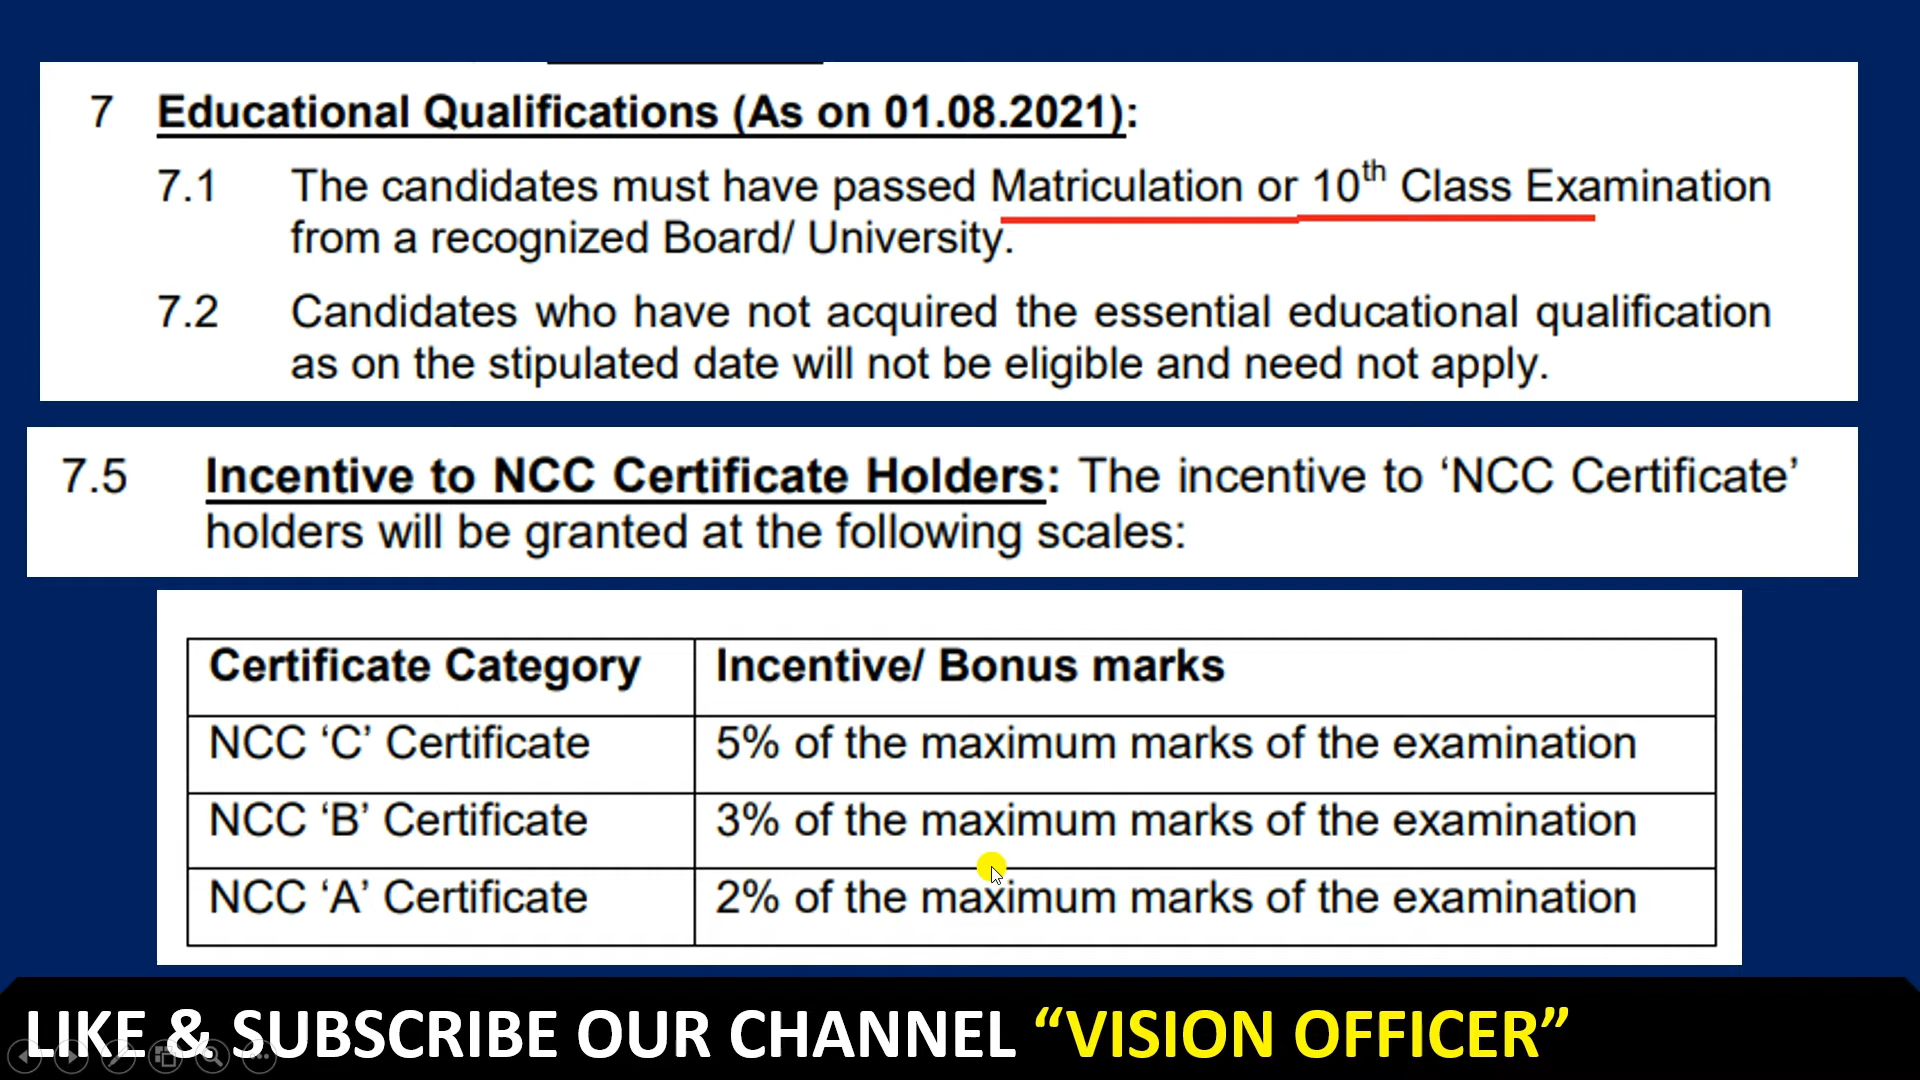 7 Educational Qualifications (As on 01.08.2021):
7.1 The candidates must have passed Matriculation or 10th Class Examination
from a recognized Board/ University.
7.2 Candidates who have not acquired the essential educational qualification
as on the stipulated date will not be eligible and need not apply.
7.5 Incentive to NCC Certificate Holders: The incentive to ‘NCC Certificate’
holders will be granted at the following scales:
Certificate Category Incentive/ Bonus marks
NCC ‘C’ Certificate 5% of the maximum marks of the examination
NCC ‘B’ Certificate 3% of the maximum marks of the examination
NCC ‘A’ Certificate 2% of the maximum marks of the examination
LIKE & SUBSCRIBE OUR CHANNEL “VISION OFFICER”